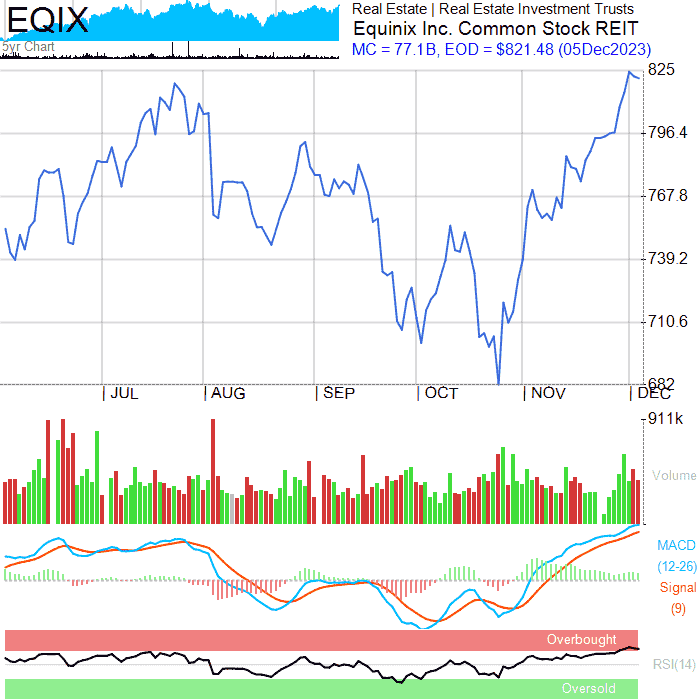 EQIX
Real Estate | Real Estate Investment Trusts
Equinix Inc. Common Stock REIT
MC = 77.1B, EOD = $821.48 (05Dec2023)
5yr Chart
825
796.4
767.8
739.2
710.6
682
| JUL | AUG | SEP | OCT | NOV | DEC
911k
Volume
MACD
(12-26)
Signal
(9)
Overbought
RSI(14)
Oversold